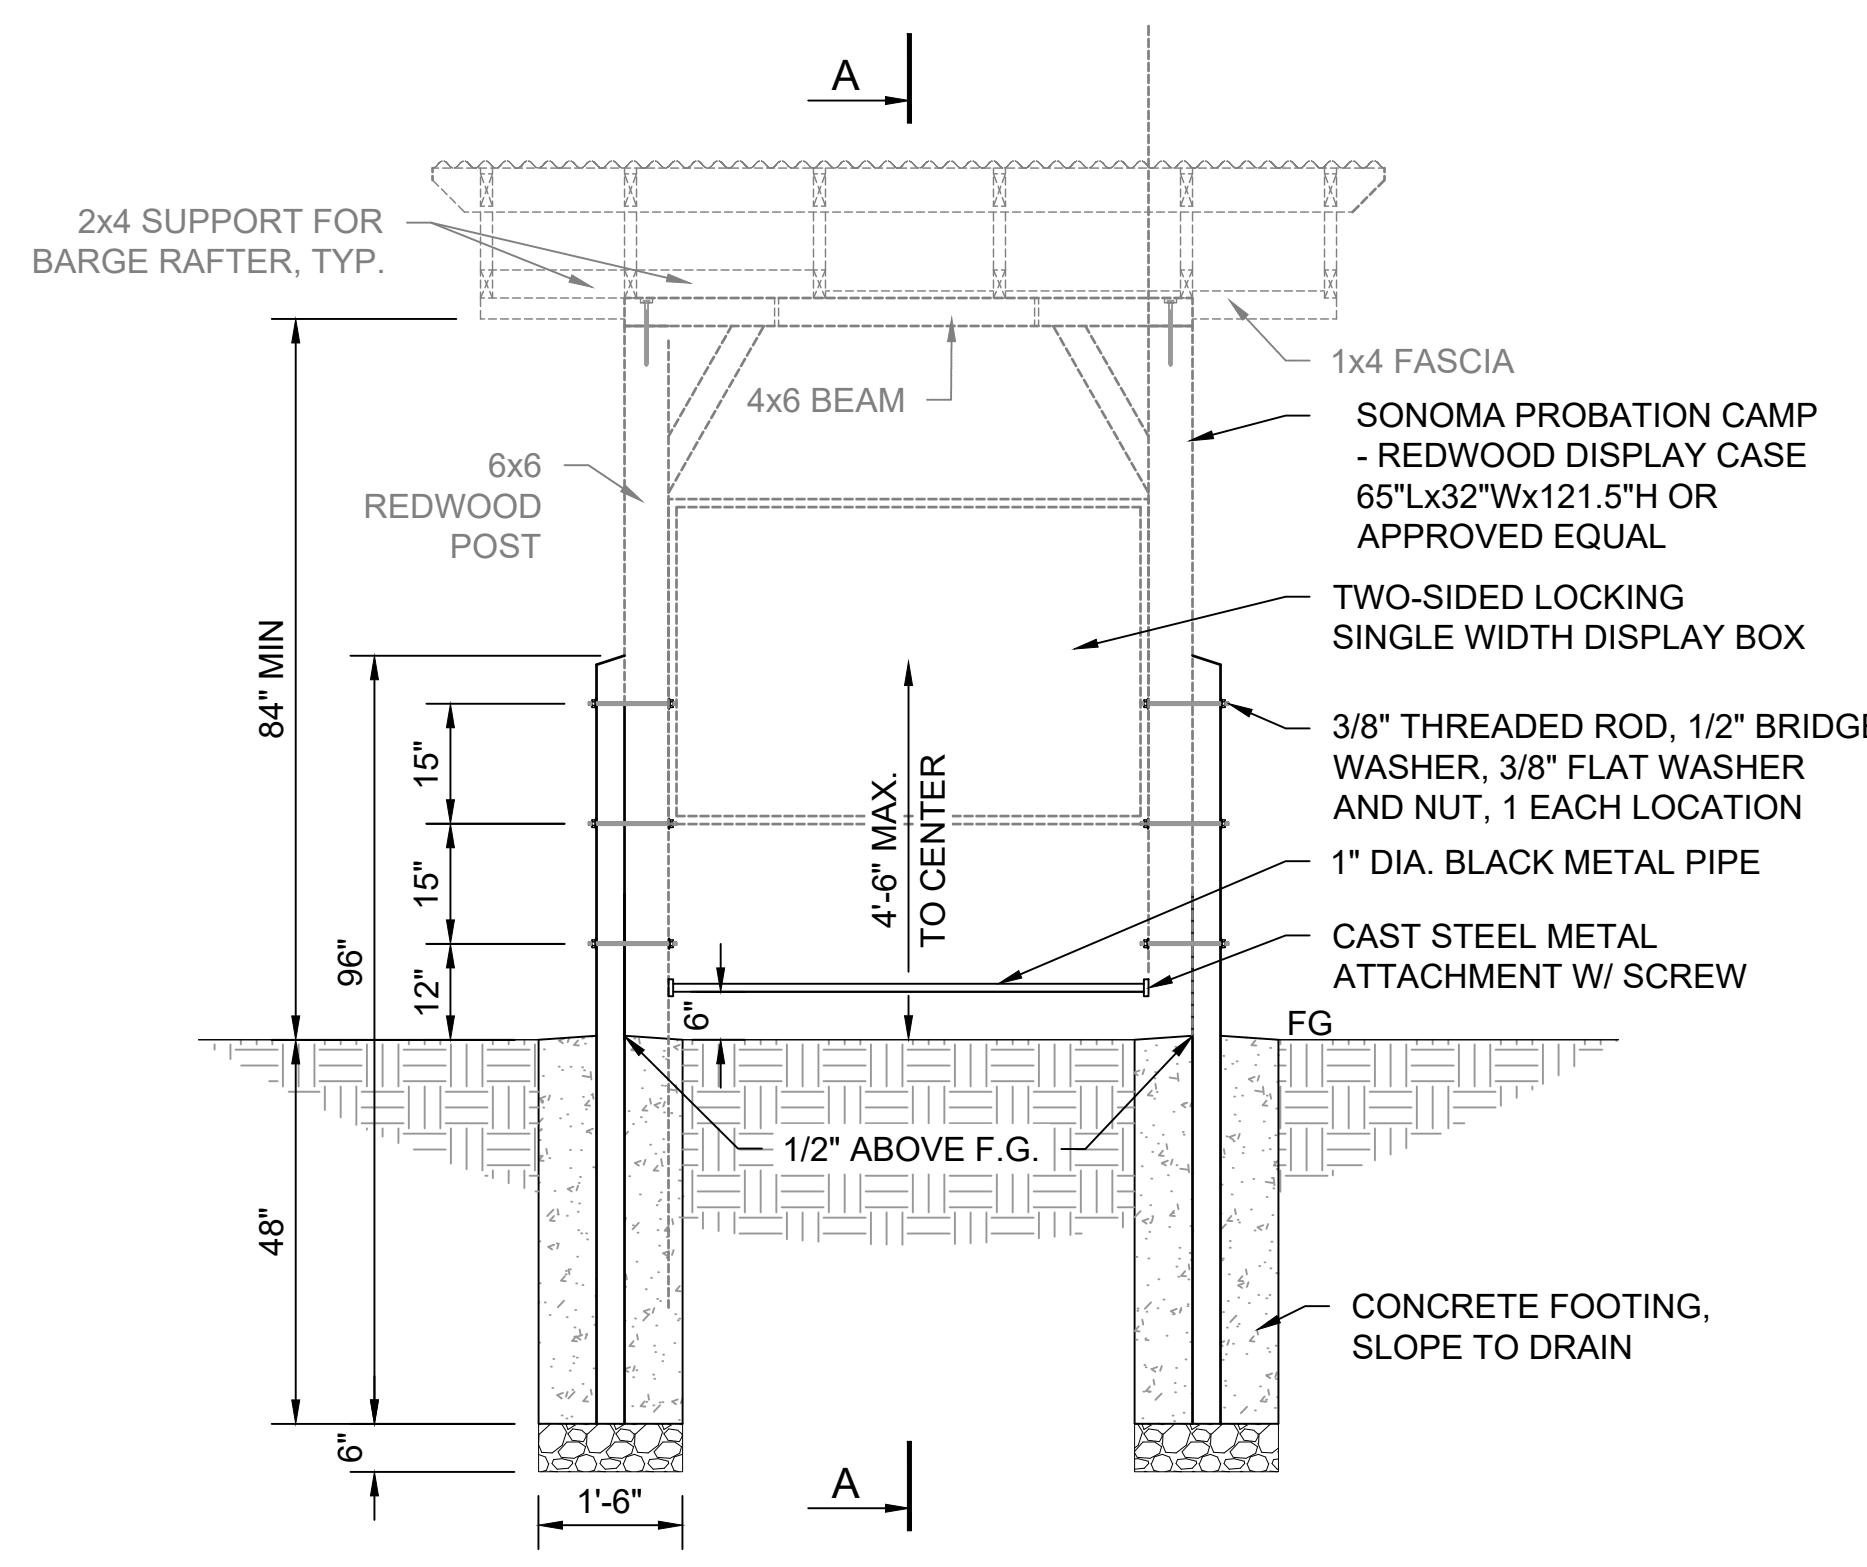 A
2x4 SUPPORT FOR
BARGE RAFTER, TYP.
1x4 FASCIA
4x6 BEAM
SONOMA PROBATION CAMP
- REDWOOD DISPLAY CASE
65"Lx32"Wx121.5"H OR
APPROVED EQUAL
6x6
REDWOOD
POST
TWO-SIDED LOCKING
SINGLE WIDTH DISPLAY BOX
84" MIN
3/8" THREADED ROD, 1/2" BRIDGE
WASHER, 3/8" FLAT WASHER
AND NUT, 1 EACH LOCATION
15"
15"
12"
96"
4'-6" MAX.
TO CENTER
1" DIA. BLACK METAL PIPE
CAST STEEL METAL
ATTACHMENT W/ SCREW
6"
FG
1/2" ABOVE F.G.
48"
CONCRETE FOOTING,
SLOPE TO DRAIN
6"
1'-6"
A